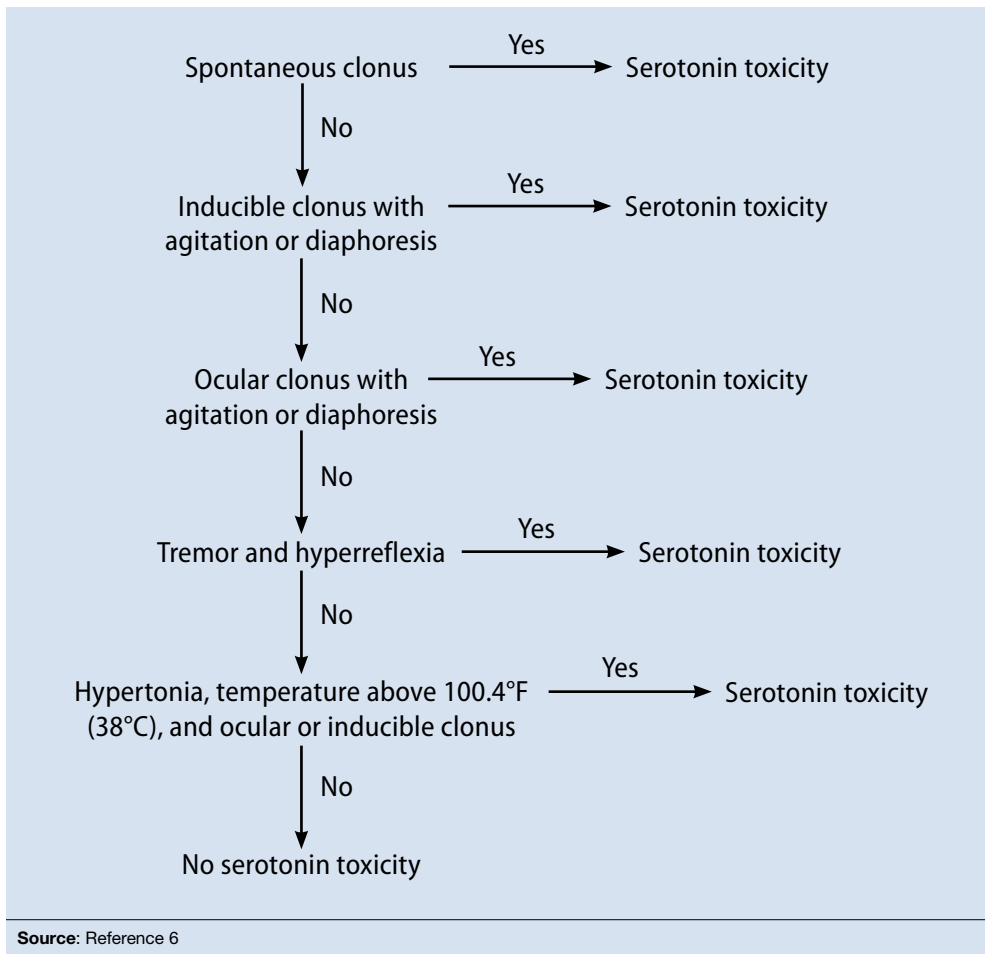 Spontaneous clonus
Yes
Serotonin toxicity
No
Inducible clonus with
agitation or diaphoresis
Yes
Serotonin toxicity
No
Ocular clonus with
agitation or diaphoresis
Yes
Serotonin toxicity
No
Tremor and hyperreflexia
Yes
Serotonin toxicity
No
Hypertonia, temperature above 100.4°F
(38°C), and ocular or inducible clonus
Yes
Serotonin toxicity
No
No serotonin toxicity
Source: Reference 6